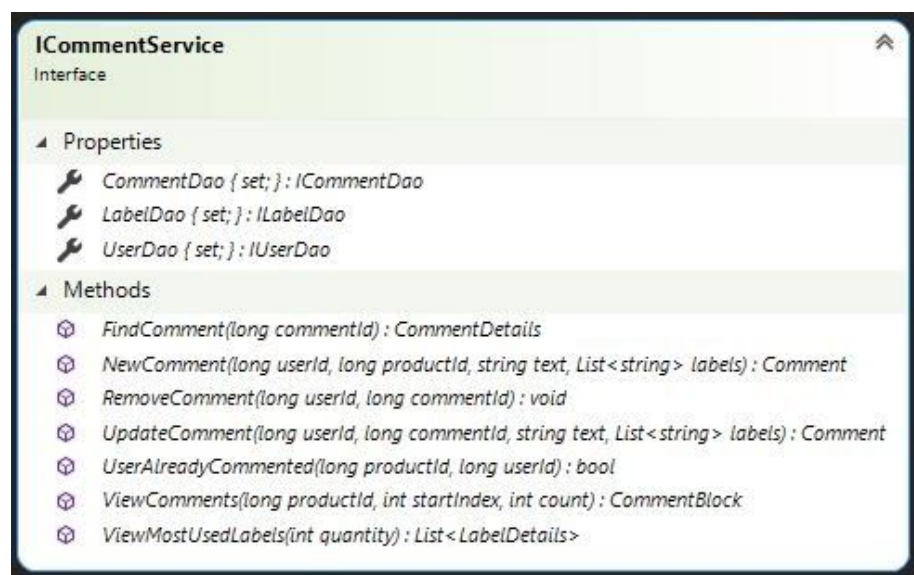 ICommentService
Interface
Properties
CommentDao { set; } : ICommentDao
LabelDao { set; } : ILabelDao
UserDao { set; } : IUserDao
Methods
FindComment(long commentId) : CommentDetails
NewComment(long userId, long productId, string text, List<string> labels) : Comment
RemoveComment(long userId, long commentId) : void
UpdateComment(long userId, long commentId, string text, List<string> labels) : Comment
UserAlreadyCommented(long productId, long userId) : bool
ViewComments(long productId, int startIndex, int count) : CommentBlock
ViewMostUsedLabels(int quantity) : List<LabelDetails>